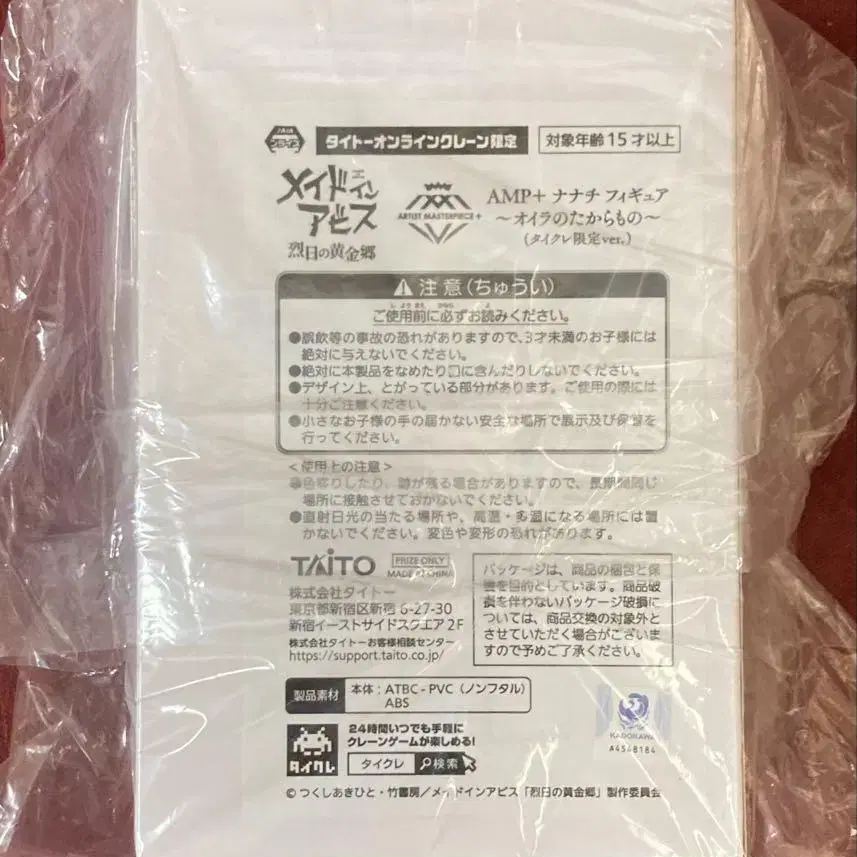 タイトーオンラインクレーン限定
対象年齢15才以上
メイドインアビス
烈日の黄金郷
ARTIST MASTERPIECE +
AMP+ ナナチ フィギュア
～オイラのたからもの～
(タイクレ限定ver.)
注意(ちゅうい)
ご使用前に必ずお読みください。
●誤飲等の事故の恐れがありますので、3才未満のお子様には
絶対に与えないでください。
●絶対に本製品をなめたり口に含んだりしないでください。
●デザイン上、とがっている部分があります。ご使用の際には
十分ご注意ください。
●小さなお子様の手の届かない安全な場所で展示及び保管を
行ってください。
<使用上の注意>
●色移りしたり、跡が残る場合がありますので、長期間同じ
場所に接触させておかないでください。
●直射日光の当たる場所や、高温・多湿になる場所には置
かないでください。変色や変形の恐れがあります。
TAITO
PRIZE ONLY
MADE IN CHINA
株式会社タイトー
東京都新宿区新宿 6-27-30
新宿イーストサイドスクエア 2F
株式会社タイトーお客様相談センター
https://support.taito.co.jp/
パッケージは、商品の梱包と保
護を目的としています。商品破
損を伴わないパッケージ破損に
ついては、商品交換の対象外と
させていただく場合がございま
すので予めご了承ください。
製品素材
本体：ATBC-PVC（ノンフタル）
ABS
KADOKAWA
A4548184
24時間いつでも手軽に
クレーンゲームが楽しめる!
タイクレ
タイクレ 検索
©つくしあきひと・竹書房／メイドインアビス「烈日の黄金郷」製作委員会